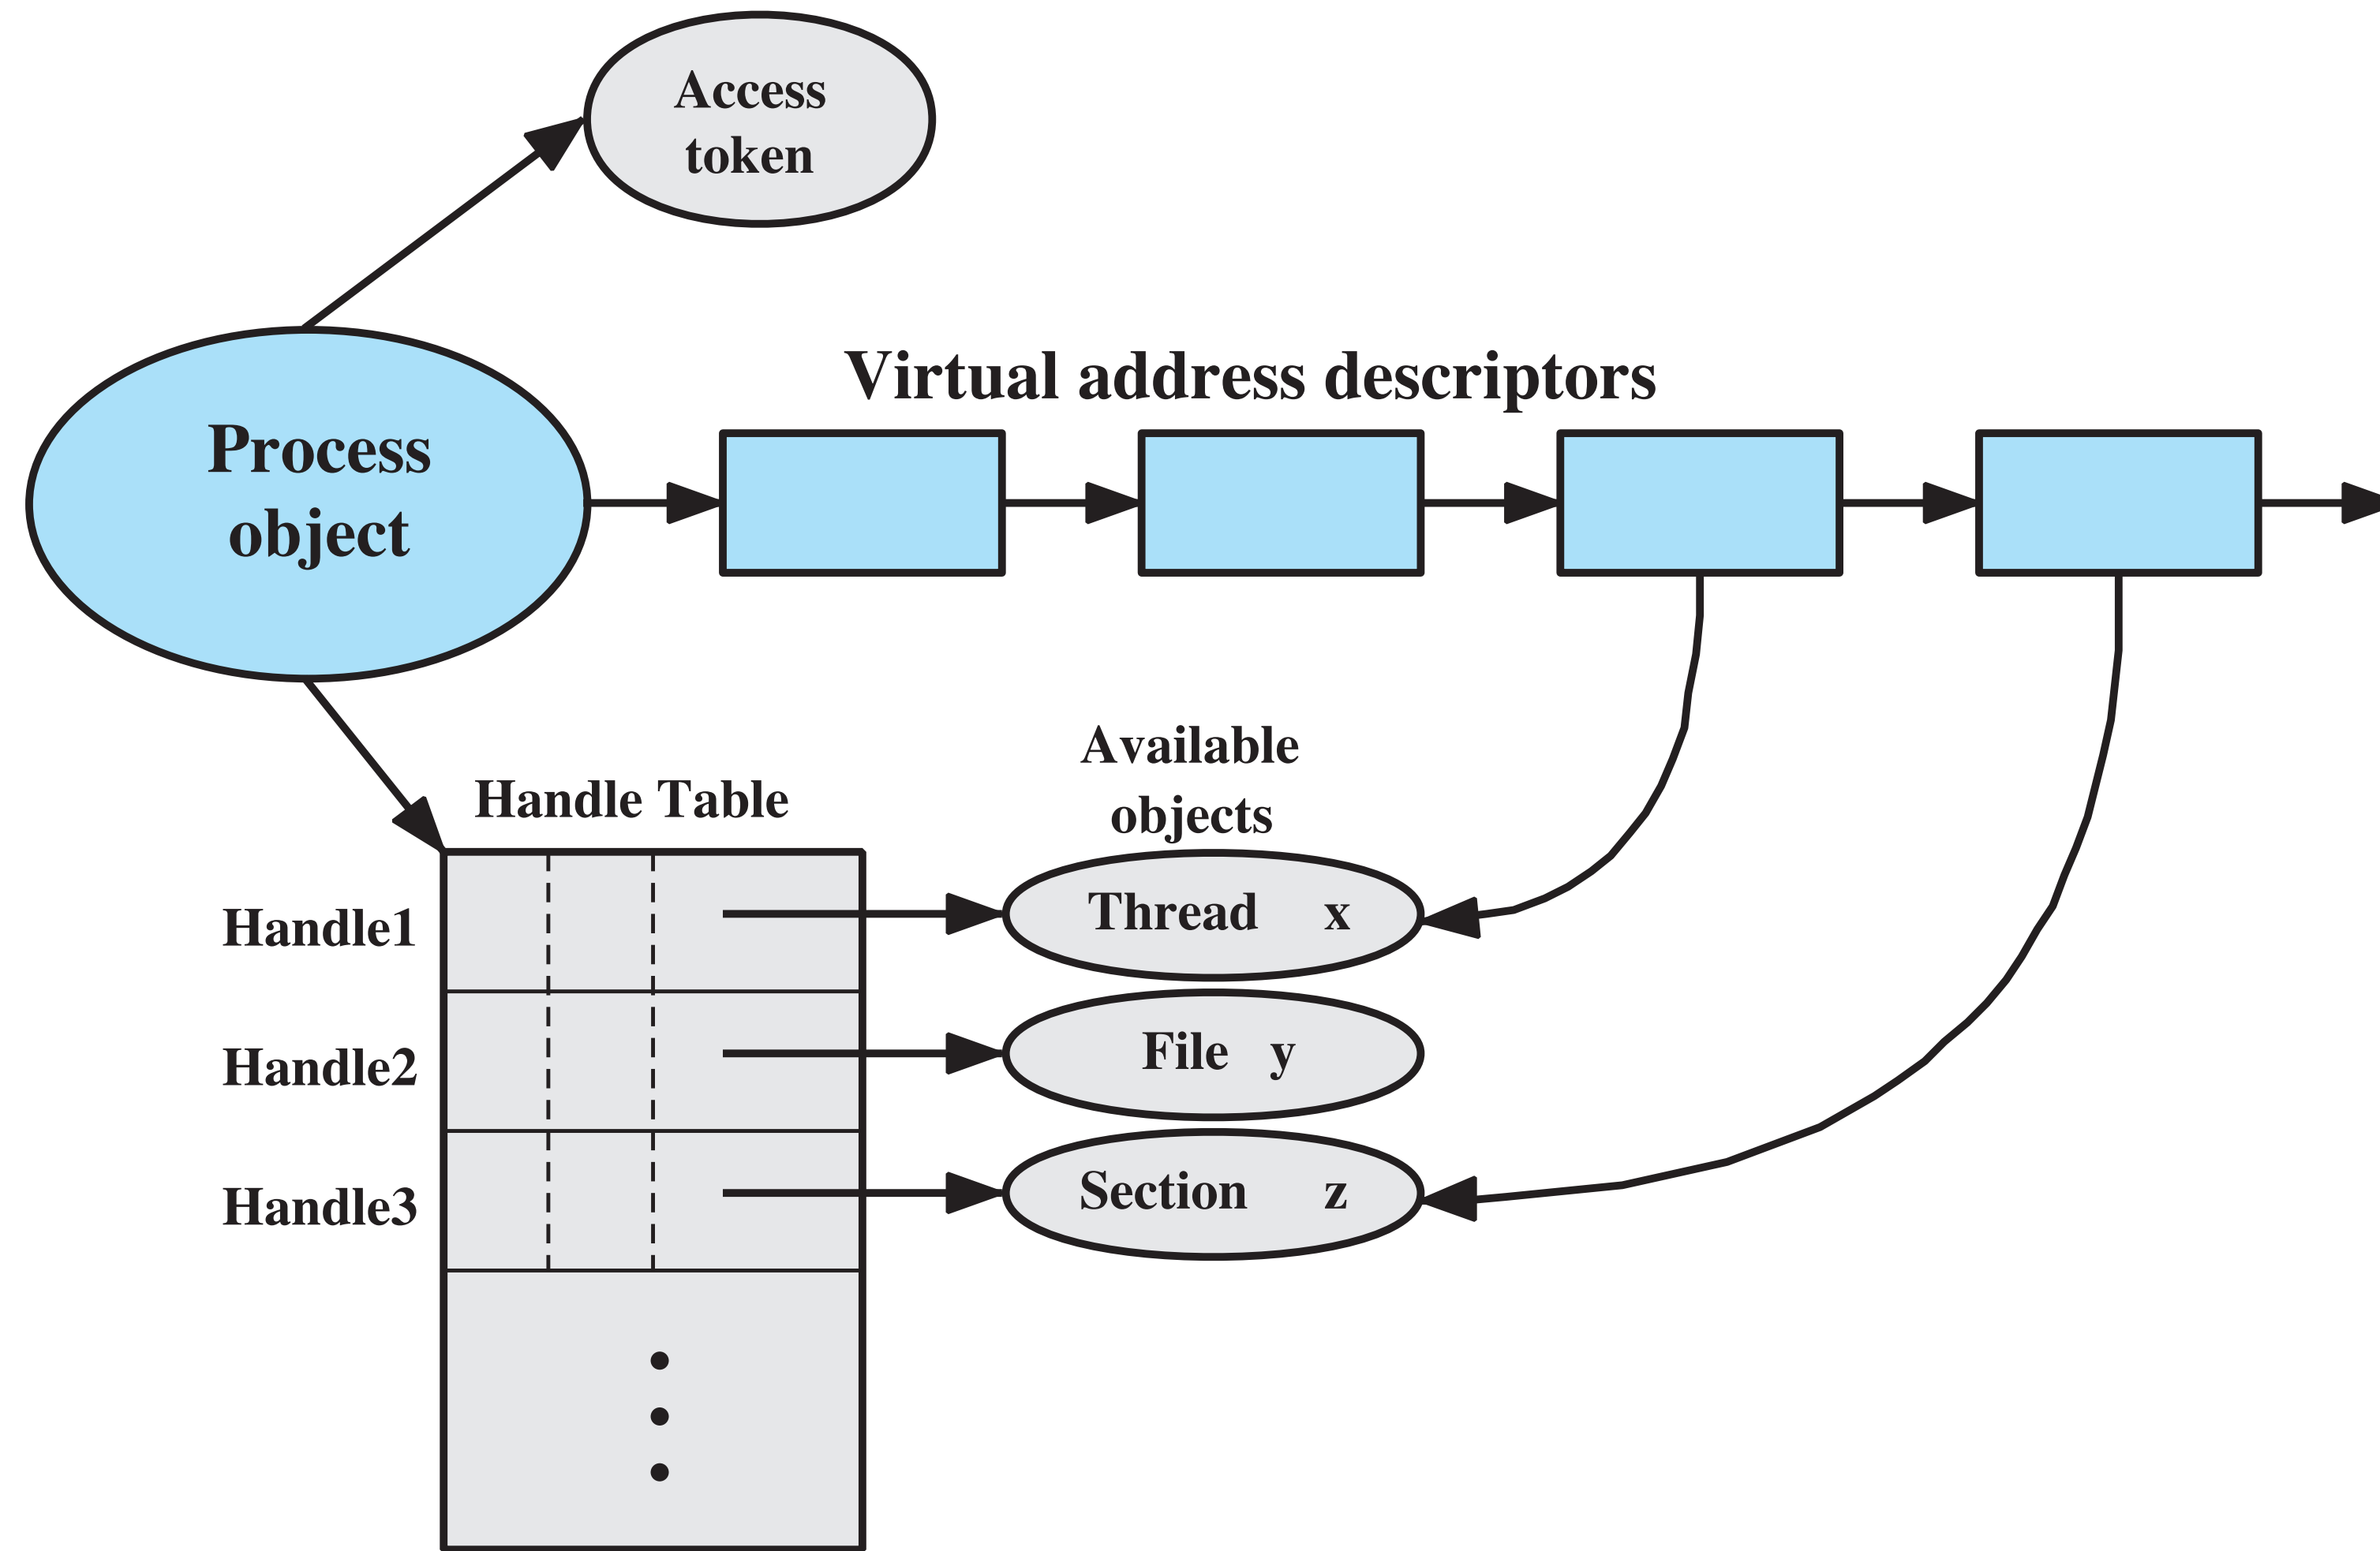 Access
token
Process
object
Virtual address descriptors
Available
objects
Handle Table
Handle1
Thread x
Handle2
File y
Handle3
Section z